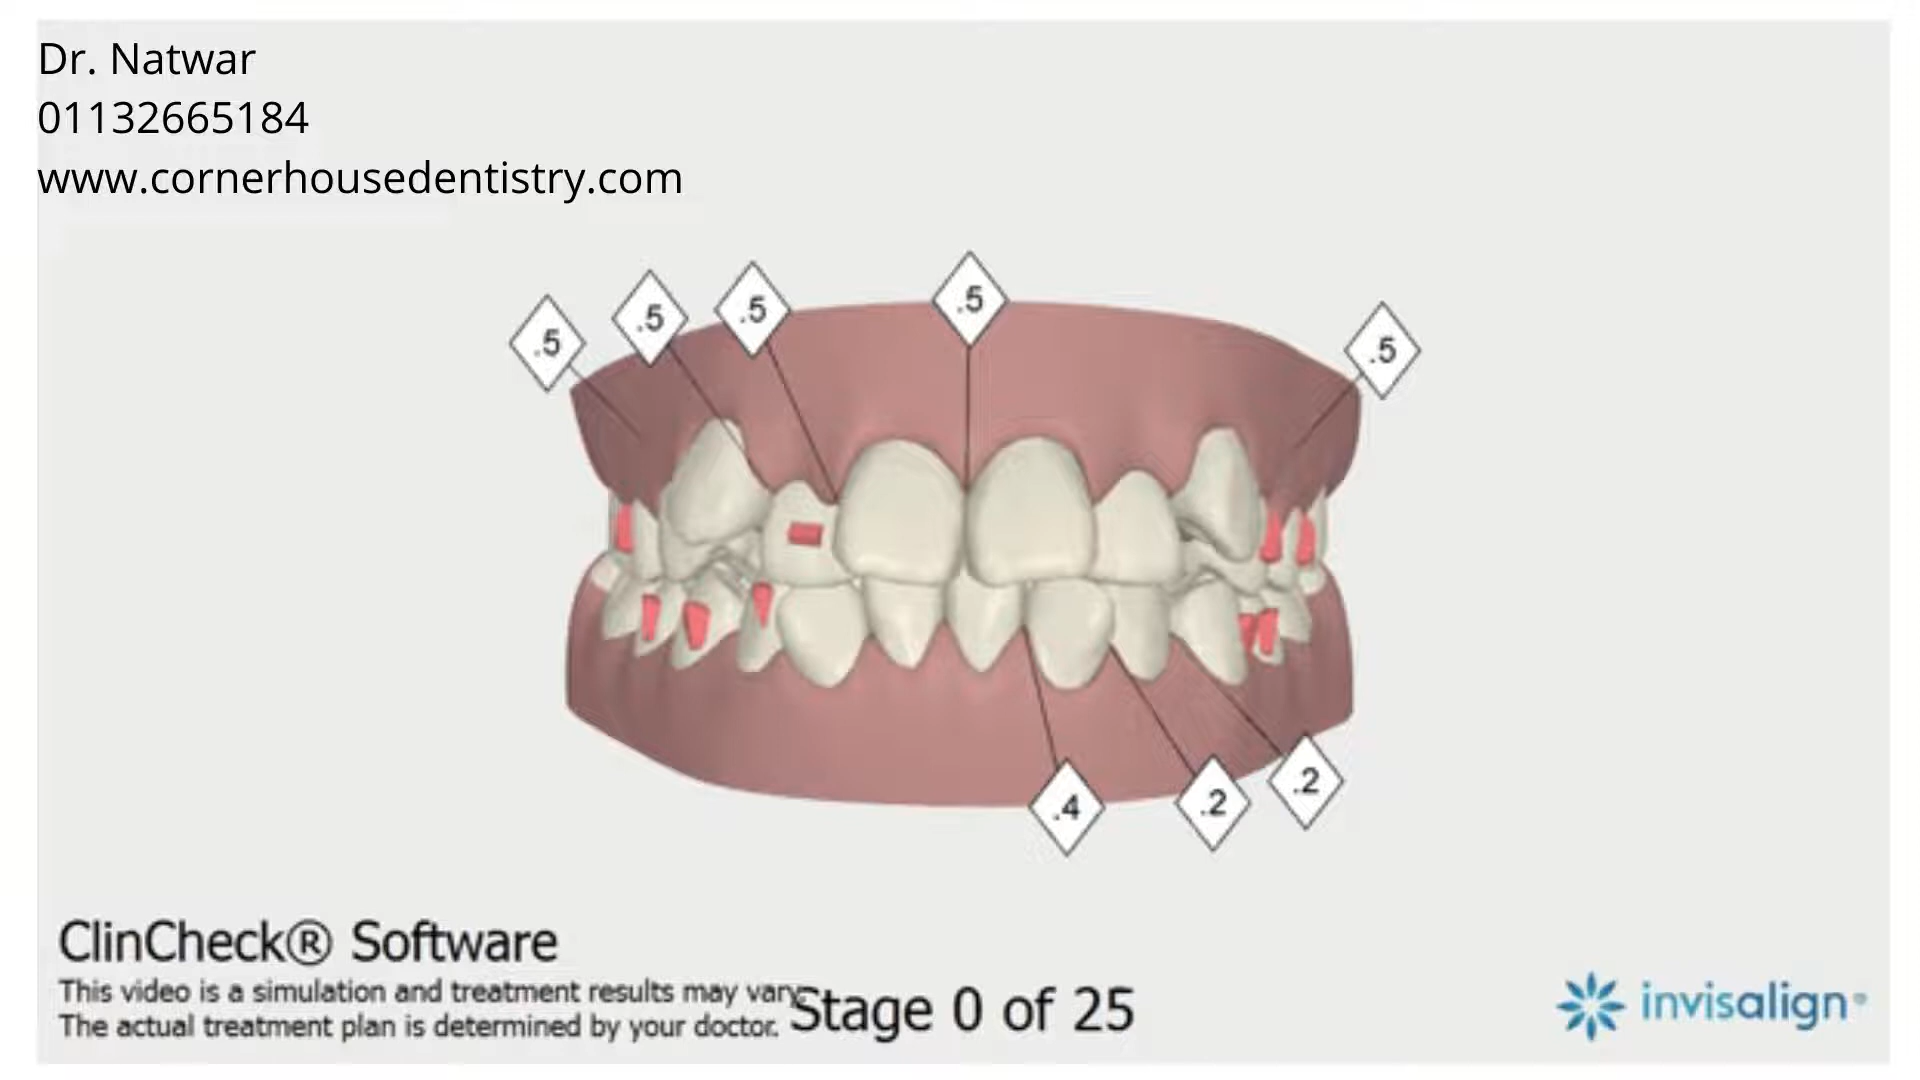 Dr. Natwar
01132665184
www.cornerhousedentistry.com
.5
.5
.5
.5
.5
.4
.2
.2
ClinCheck® Software
This video is a simulation and treatment results may vary.
The actual treatment plan is determined by your doctor.
Stage 0 of 25
invisalign®